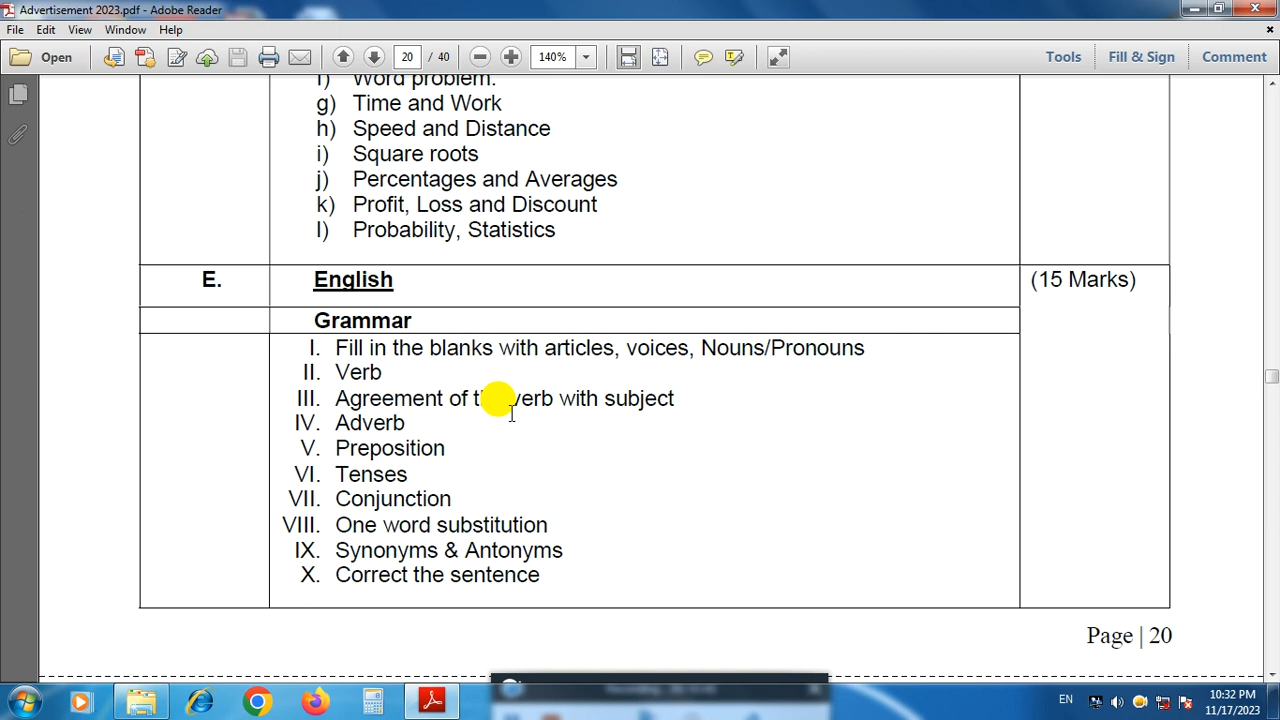 Advertisement 2023.pdf - Adobe Reader
File Edit View Window Help
Open 20 / 40 140% Tools Fill & Sign Comment
f) Word problem.
g) Time and Work
h) Speed and Distance
i) Square roots
j) Percentages and Averages
k) Profit, Loss and Discount
l) Probability, Statistics
E. English (15 Marks)
Grammar
I. Fill in the blanks with articles, voices, Nouns/Pronouns
II. Verb
III. Agreement of verb with subject
IV. Adverb
V. Preposition
VI. Tenses
VII. Conjunction
VIII. One word substitution
IX. Synonyms & Antonyms
X. Correct the sentence
Page | 20
EN 10:32 PM
11/17/2023